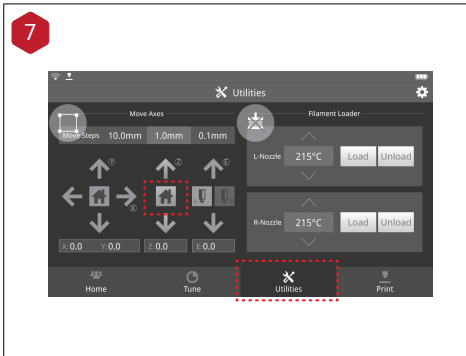 7
Utilities
Move Axes
Filament Loader
Move Steps 10.0mm 1.0mm 0.1mm
Y Z E
L-Nozzle 215°C Load Unload
X
X: 0.0 Y: 0.0 Z: 0.0 E: 0.0
R-Nozzle 215°C Load Unload
Home Tune Utilities Print